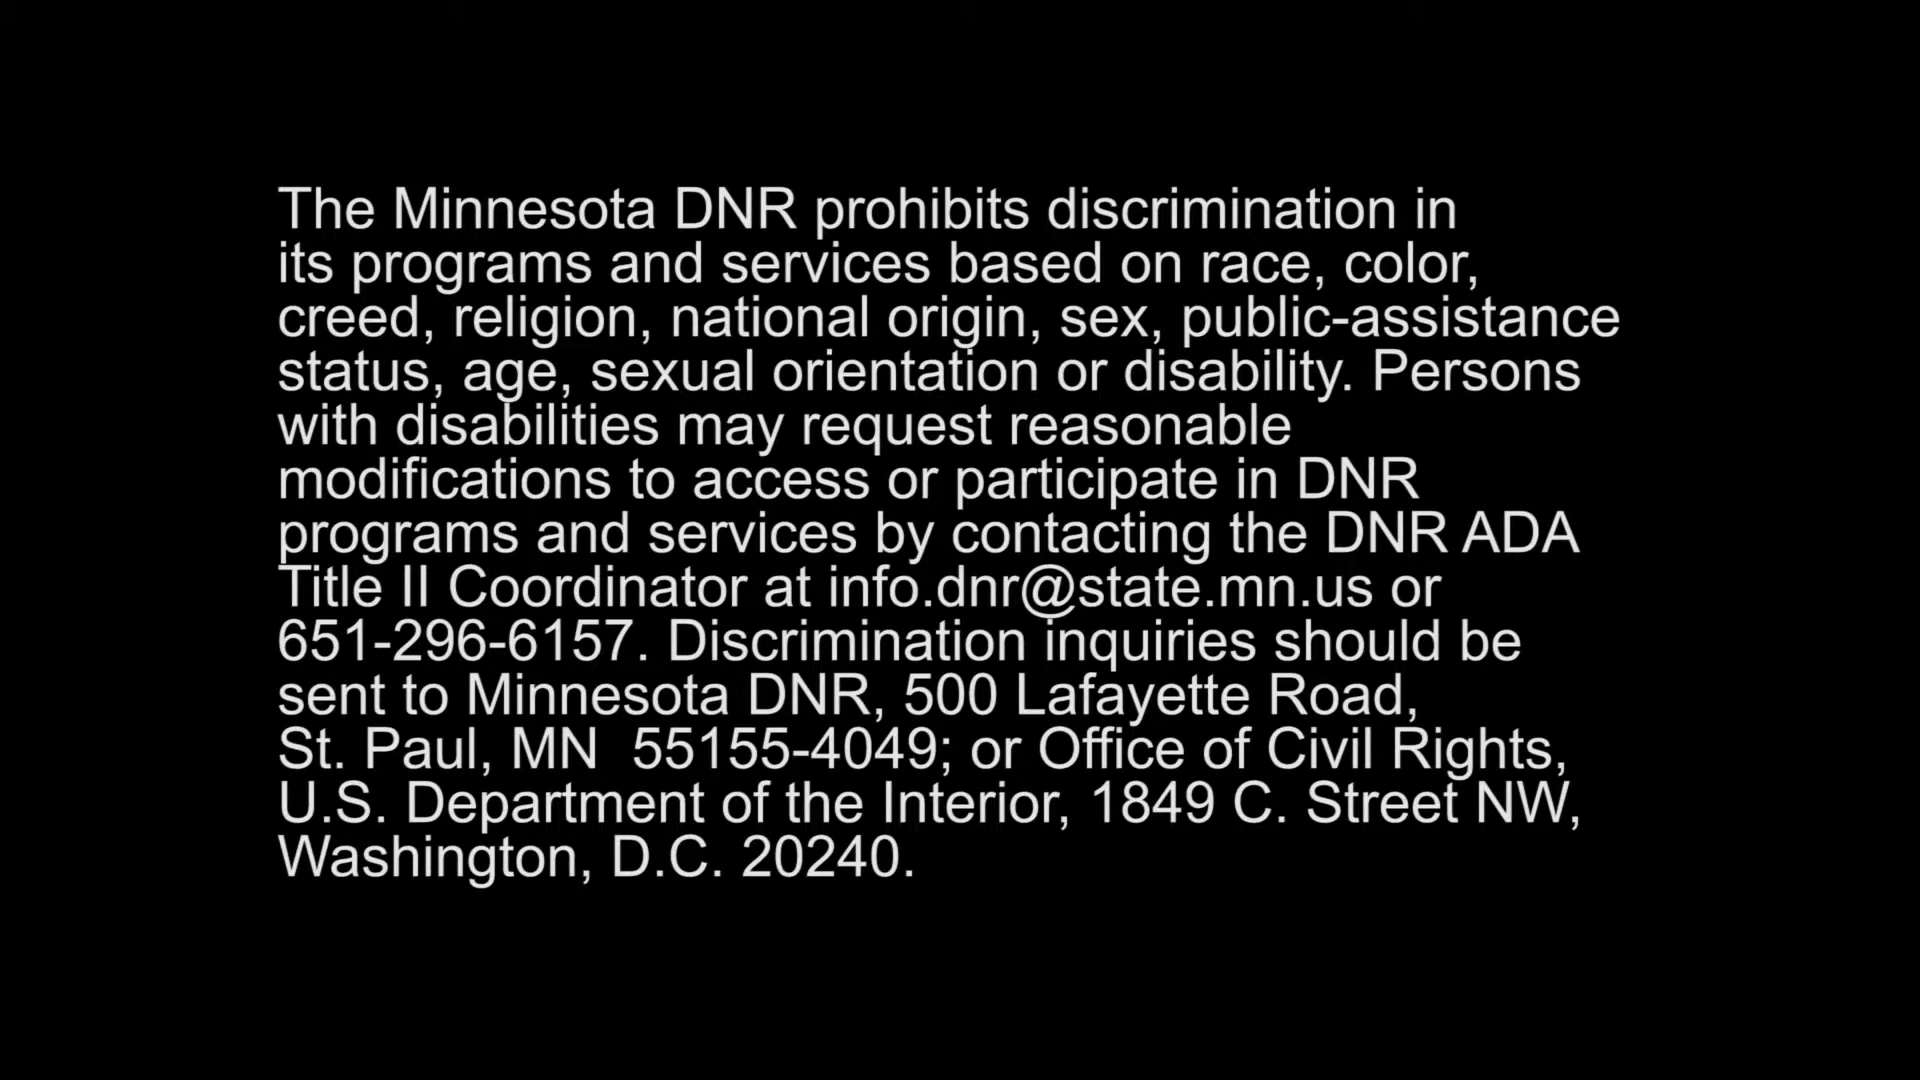 The Minnesota DNR prohibits discrimination in
its programs and services based on race, color,
creed, religion, national origin, sex, public-assistance
status, age, sexual orientation or disability. Persons
with disabilities may request reasonable
modifications to access or participate in DNR
programs and services by contacting the DNR ADA
Title II Coordinator at info.dnr@state.mn.us or
651-296-6157. Discrimination inquiries should be
sent to Minnesota DNR, 500 Lafayette Road,
St. Paul, MN  55155-4049; or Office of Civil Rights,
U.S. Department of the Interior, 1849 C. Street NW,
Washington, D.C. 20240.